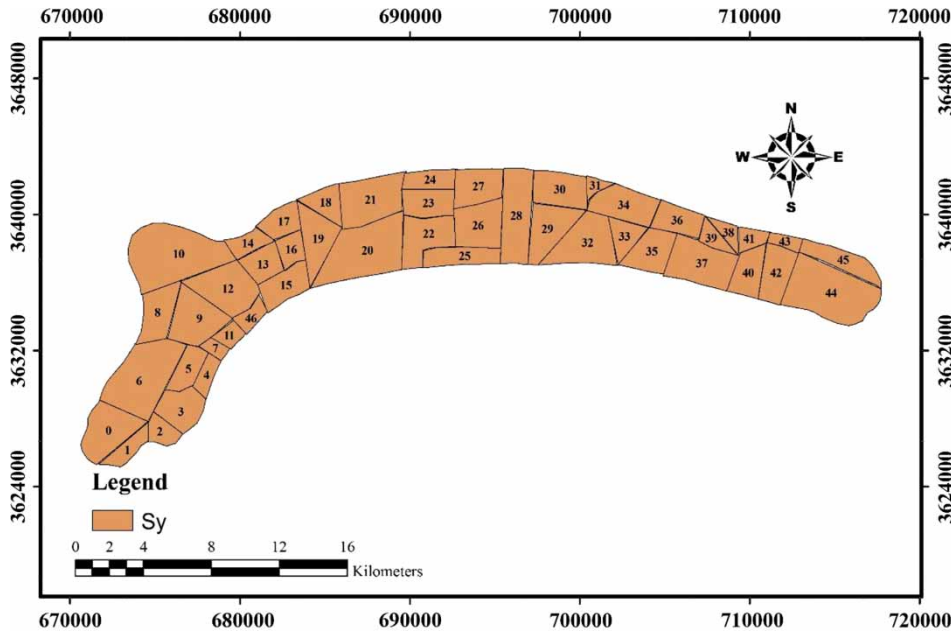 670000 680000 690000 700000 710000 720000
3648000 3648000
N
W E
S
3640000 3640000
24 27 30 31
18 21 23 34
17 28 36
14 19 22 26 29 38 41
16 32 33 39 43
10 20 25 35 45
13 37 40 42
12 15 44
8 9 46
11
3632000 3632000
7
5 4
6
3
0 2
1
Legend
3624000 3624000
Sy
0 2 4 8 12 16
Kilometers
670000 680000 690000 700000 710000 720000